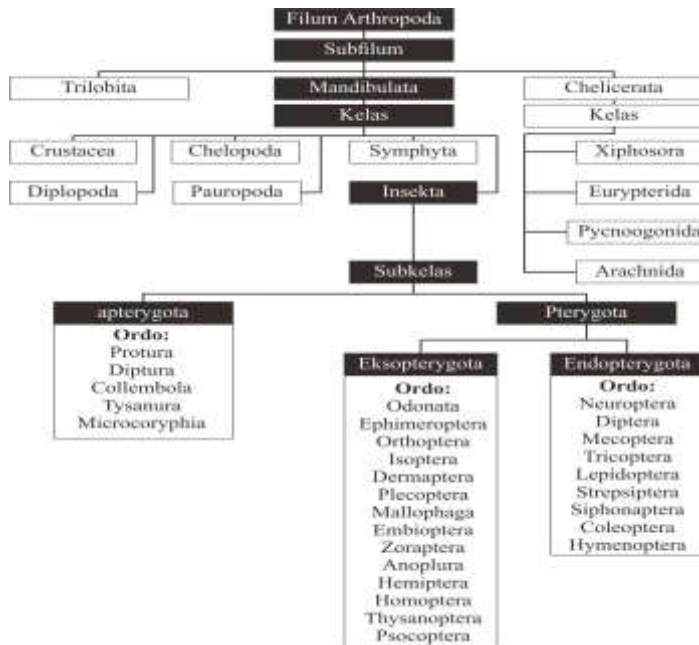 Filum Arthropoda
Subfilum
Trilobita
Mandibulata
Chelicerata
Kelas
Kelas
Crustacea
Chelopoda
Symphyta
Xiphosora
Diplopoda
Pauropoda
Insekta
Eurypterida
Pycnoogonida
Subkelas
Arachnida
apterygota
Ordo:
Protura
Diptura
Collembola
Tysanura
Microcoryphia
Pterygota
Eksopterygota
Ordo:
Odonata
Ephimeroptera
Orthoptera
Isoptera
Dermaptera
Plecoptera
Mallophaga
Embioptera
Zoraptera
Anoplura
Hemiptera
Homoptera
Thysanoptera
Psocoptera
Endopterygota
Ordo:
Neuroptera
Diptera
Mecoptera
Tricoptera
Lepidoptera
Strepsiptera
Siphonaptera
Coleoptera
Hymenoptera